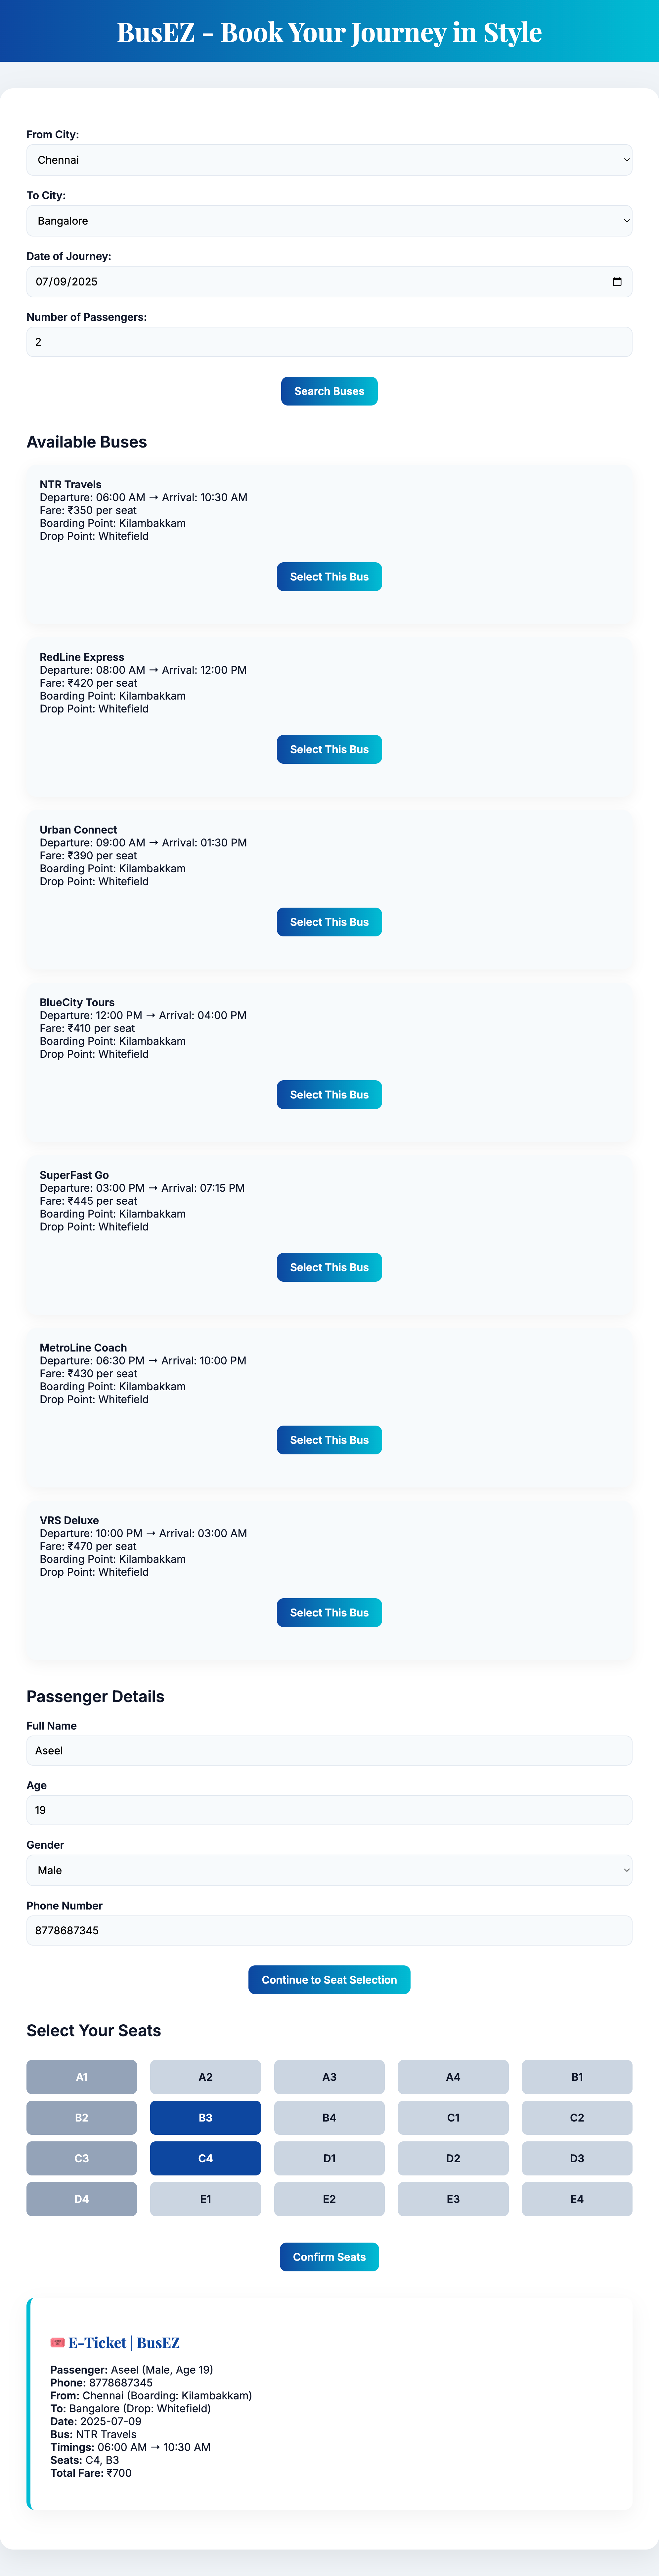 BusEZ - Book Your Journey in Style
From City:
Chennai
To City:
Bangalore
Date of Journey:
07/09/2025
Number of Passengers:
2
Search Buses
Available Buses
NTR Travels
Departure: 06:00 AM → Arrival: 10:30 AM
Fare: ₹350 per seat
Boarding Point: Kilambakkam
Drop Point: Whitefield
Select This Bus
RedLine Express
Departure: 08:00 AM → Arrival: 12:00 PM
Fare: ₹420 per seat
Boarding Point: Kilambakkam
Drop Point: Whitefield
Select This Bus
Urban Connect
Departure: 09:00 AM → Arrival: 01:30 PM
Fare: ₹390 per seat
Boarding Point: Kilambakkam
Drop Point: Whitefield
Select This Bus
BlueCity Tours
Departure: 12:00 PM → Arrival: 04:00 PM
Fare: ₹410 per seat
Boarding Point: Kilambakkam
Drop Point: Whitefield
Select This Bus
SuperFast Go
Departure: 03:00 PM → Arrival: 07:15 PM
Fare: ₹445 per seat
Boarding Point: Kilambakkam
Drop Point: Whitefield
Select This Bus
MetroLine Coach
Departure: 06:30 PM → Arrival: 10:00 PM
Fare: ₹430 per seat
Boarding Point: Kilambakkam
Drop Point: Whitefield
Select This Bus
VRS Deluxe
Departure: 10:00 PM → Arrival: 03:00 AM
Fare: ₹470 per seat
Boarding Point: Kilambakkam
Drop Point: Whitefield
Select This Bus
Passenger Details
Full Name
Aseel
Age
19
Gender
Male
Phone Number
8778687345
Continue to Seat Selection
Select Your Seats
A1 A2 A3 A4 B1
B2 B3 B4 C1 C2
C3 C4 D1 D2 D3
D4 E1 E2 E3 E4
Confirm Seats
E-Ticket | BusEZ
Passenger: Aseel (Male, Age 19)
Phone: 8778687345
From: Chennai (Boarding: Kilambakkam)
To: Bangalore (Drop: Whitefield)
Date: 2025-07-09
Bus: NTR Travels
Timings: 06:00 AM → 10:30 AM
Seats: C4, B3
Total Fare: ₹700